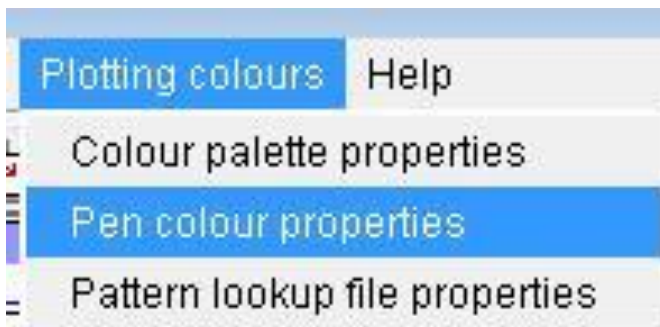 Plotting colours Help
Colour palette properties
Pen colour properties
Pattern lookup file properties